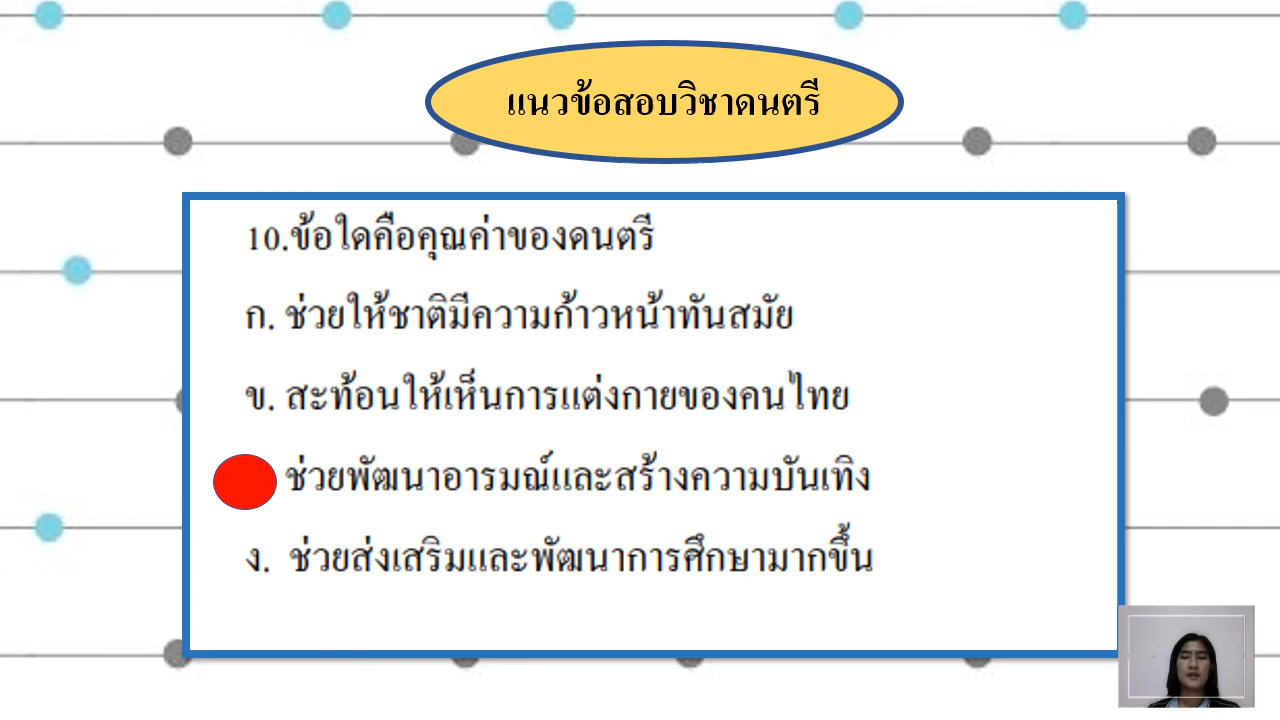 แนวข้อสอบวิชาดนตรี
10.ข้อใดคือคุณค่าของดนตรี
ก. ช่วยให้ชาติมีความก้าวหน้าทันสมัย
ข. สะท้อนให้เห็นการแต่งกายของคนไทย
ช่วยพัฒนาอารมณ์และสร้างความบันเทิง
ง. ช่วยส่งเสริมและพัฒนาการศึกษามากขึ้น